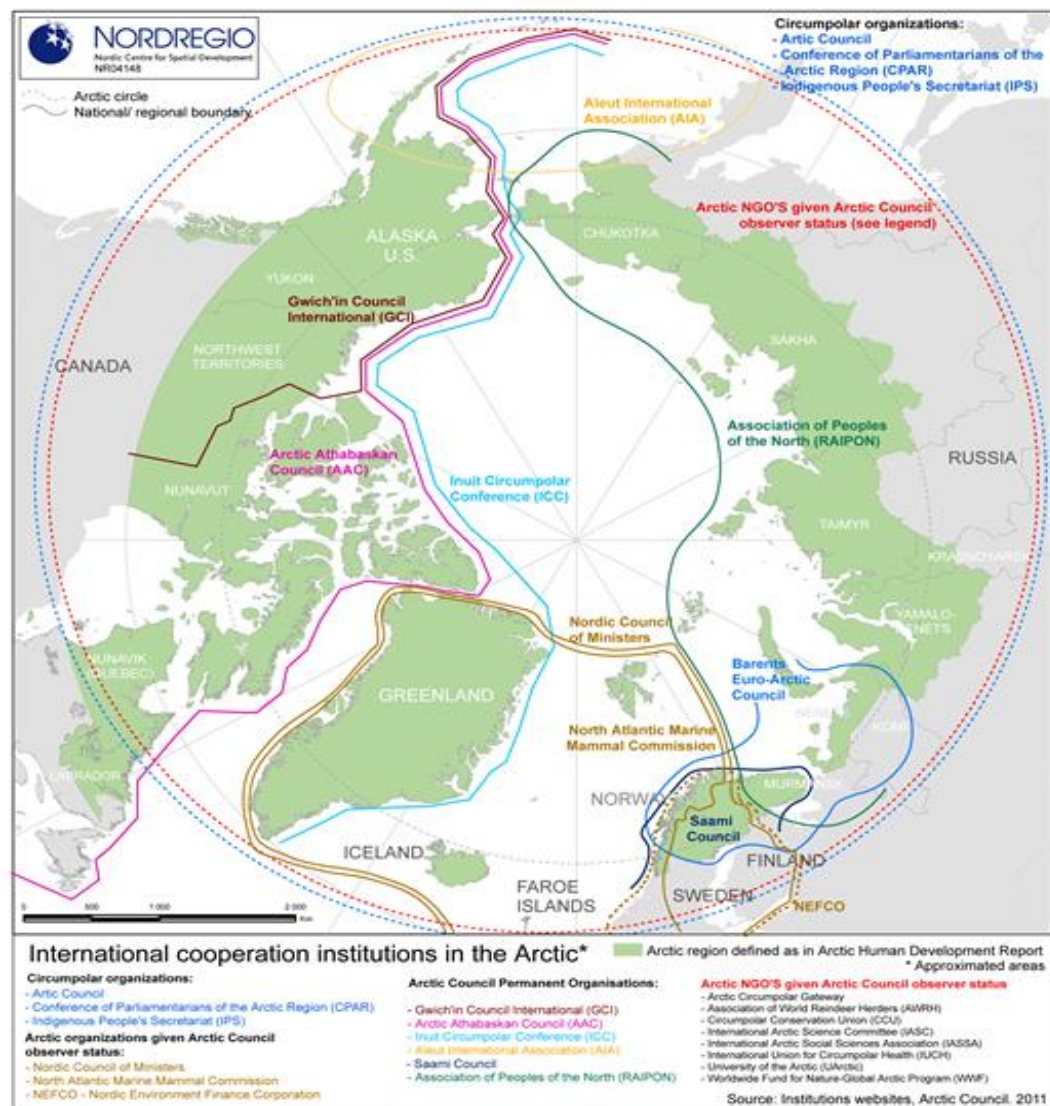 NORDREGIO
Nordic Centre for Spatial Development
NR04148
Arctic circle
National/ regional boundary
Circumpolar organizations:
- Artic Council
- Conference of Parliamentarians of the
Arctic Region (CPAR)
- Indigenous People's Secretariat (IPS)
Aleut International
Association (AIA)
Arctic NGO'S given Arctic Council
observer status (see legend)
CHUKOTKA
ALASKA
U.S.
YUKON
Gwich'in Council
International (GCI)
NORTHWEST
TERRITORIES
CANADA
SAKHA
Association of Peoples
of the North (RAIPON)
RUSSIA
Arctic Athabaskan
Council (AAC)
Inuit Circumpolar
Conference (ICC)
NUNAVUT
TAIMYR
KRASNOYARSK
YAMALO-
NENETS
Nordic Council
of Ministers
NUNAVIK
(QUEBEC)
GREENLAND
Barents
Euro-Arctic
Council
KOMI
North Atlantic Marine
Mammal Commission
LABRADOR
MURMANSK
NORWAY
Saami
Council
ICELAND
FINLAND
FAROE
ISLANDS
SWEDEN
NEFCO
0 500 1 000 2 000
Km
International cooperation institutions in the Arctic*
Arctic region defined as in Arctic Human Development Report
* Approximated areas
Circumpolar organizations:
- Artic Council
- Conference of Parliamentarians of the Arctic Region (CPAR)
- Indigenous People's Secretariat (IPS)
Arctic organizations given Arctic Council
observer status:
- Nordic Council of Ministers
- North Atlantic Marine Mammal Commission
- NEFCO - Nordic Environment Finance Corporation
Arctic Council Permanent Organisations:
- Gwich'in Council International (GCI)
- Arctic Athabaskan Council (AAC)
- Inuit Circumpolar Conference (ICC)
- Aleut International Association (AIA)
- Saami Council
- Association of Peoples of the North (RAIPON)
Arctic NGO'S given Arctic Council observer status
- Arctic Circumpolar Gateway
- Association of World Reindeer Herders (AWRH)
- Circumpolar Conservation Union (CCU)
- International Arctic Science Committee (IASC)
- International Arctic Social Sciences Association (IASSA)
- International Union for Circumpolar Health (IUCH)
- University of the Arctic (UArctic)
- Worldwide Fund for Nature-Global Arctic Program (WWF)
Source: Institutions websites, Arctic Council. 2011